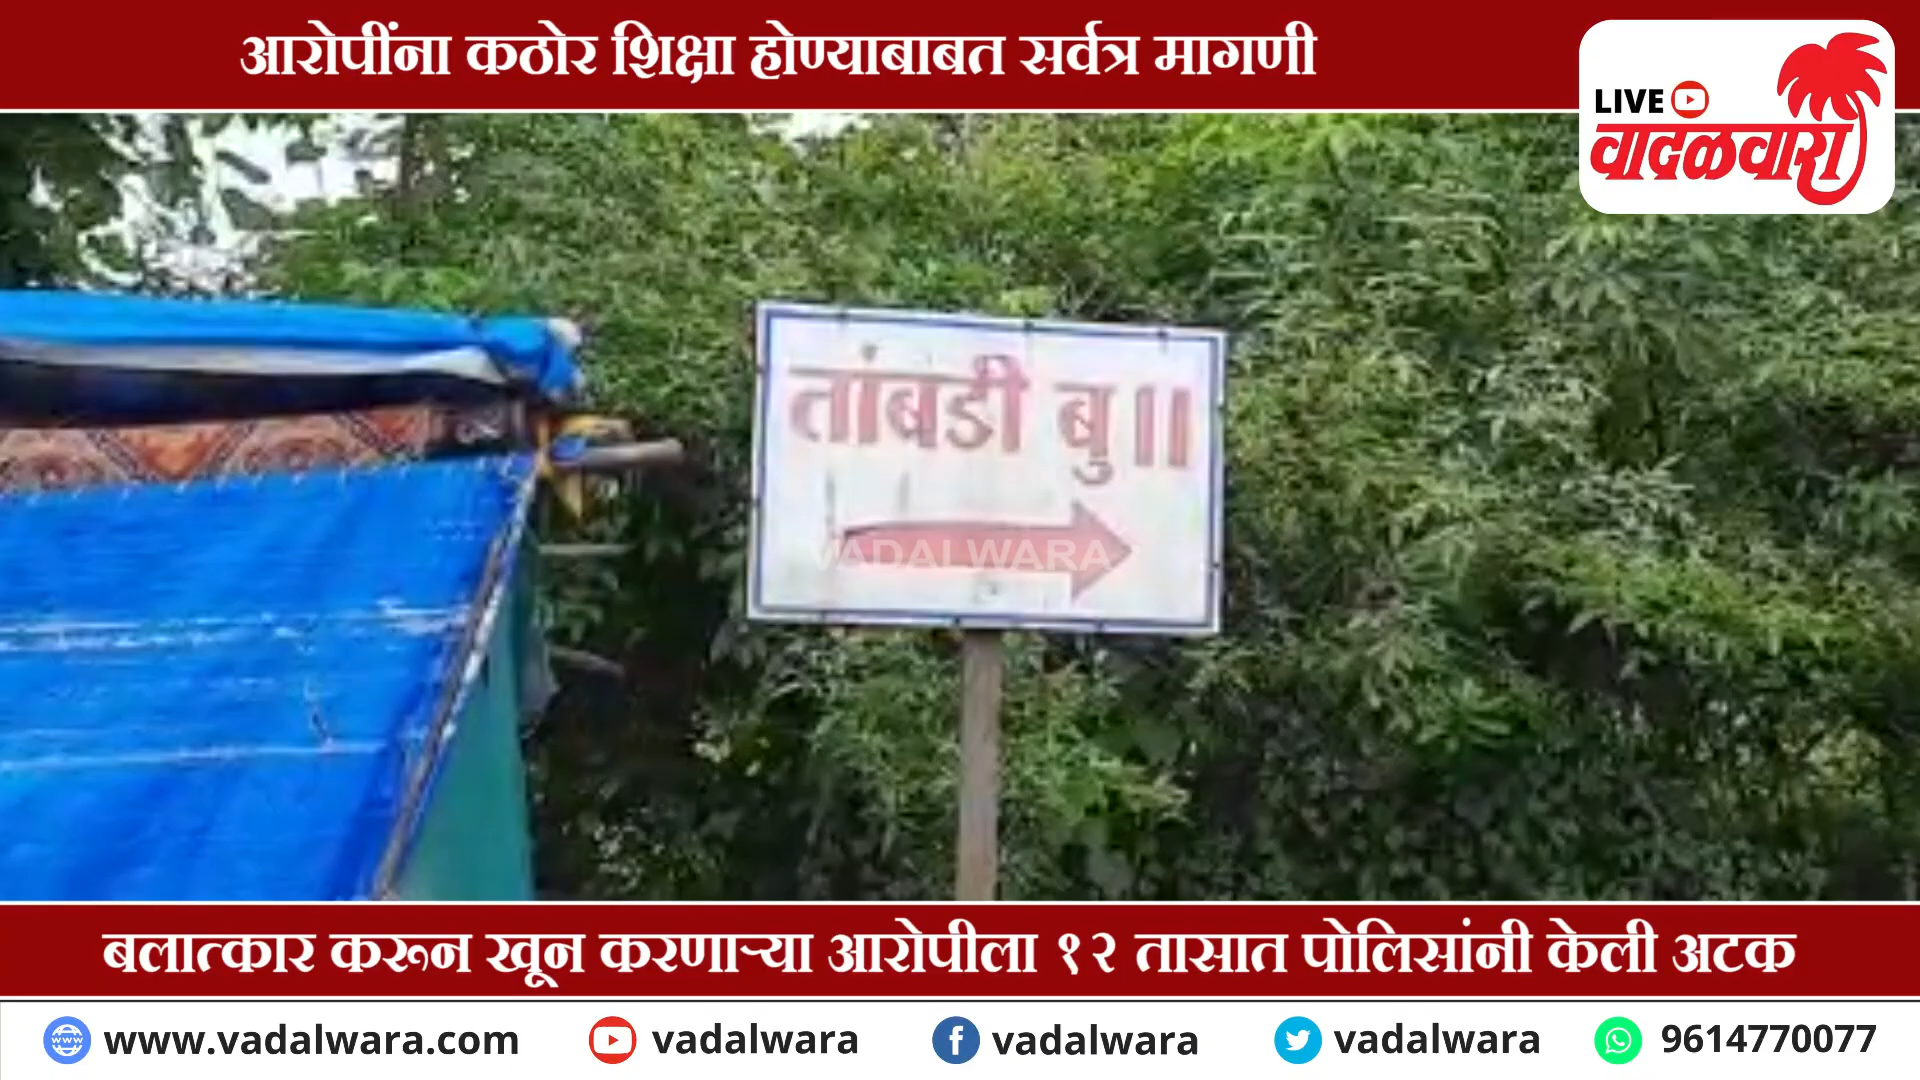 आरोपींना कठोर शिक्षा होण्याबाबत सर्वत्र मागणी
LIVE
वादळवारा
तांबडी बु॥
VADALWARA
बलात्कार करून खून करणाऱ्या आरोपीला १२ तासात पोलिसांनी केली अटक
www.vadalwara.com
vadalwara
vadalwara
vadalwara
9614770077